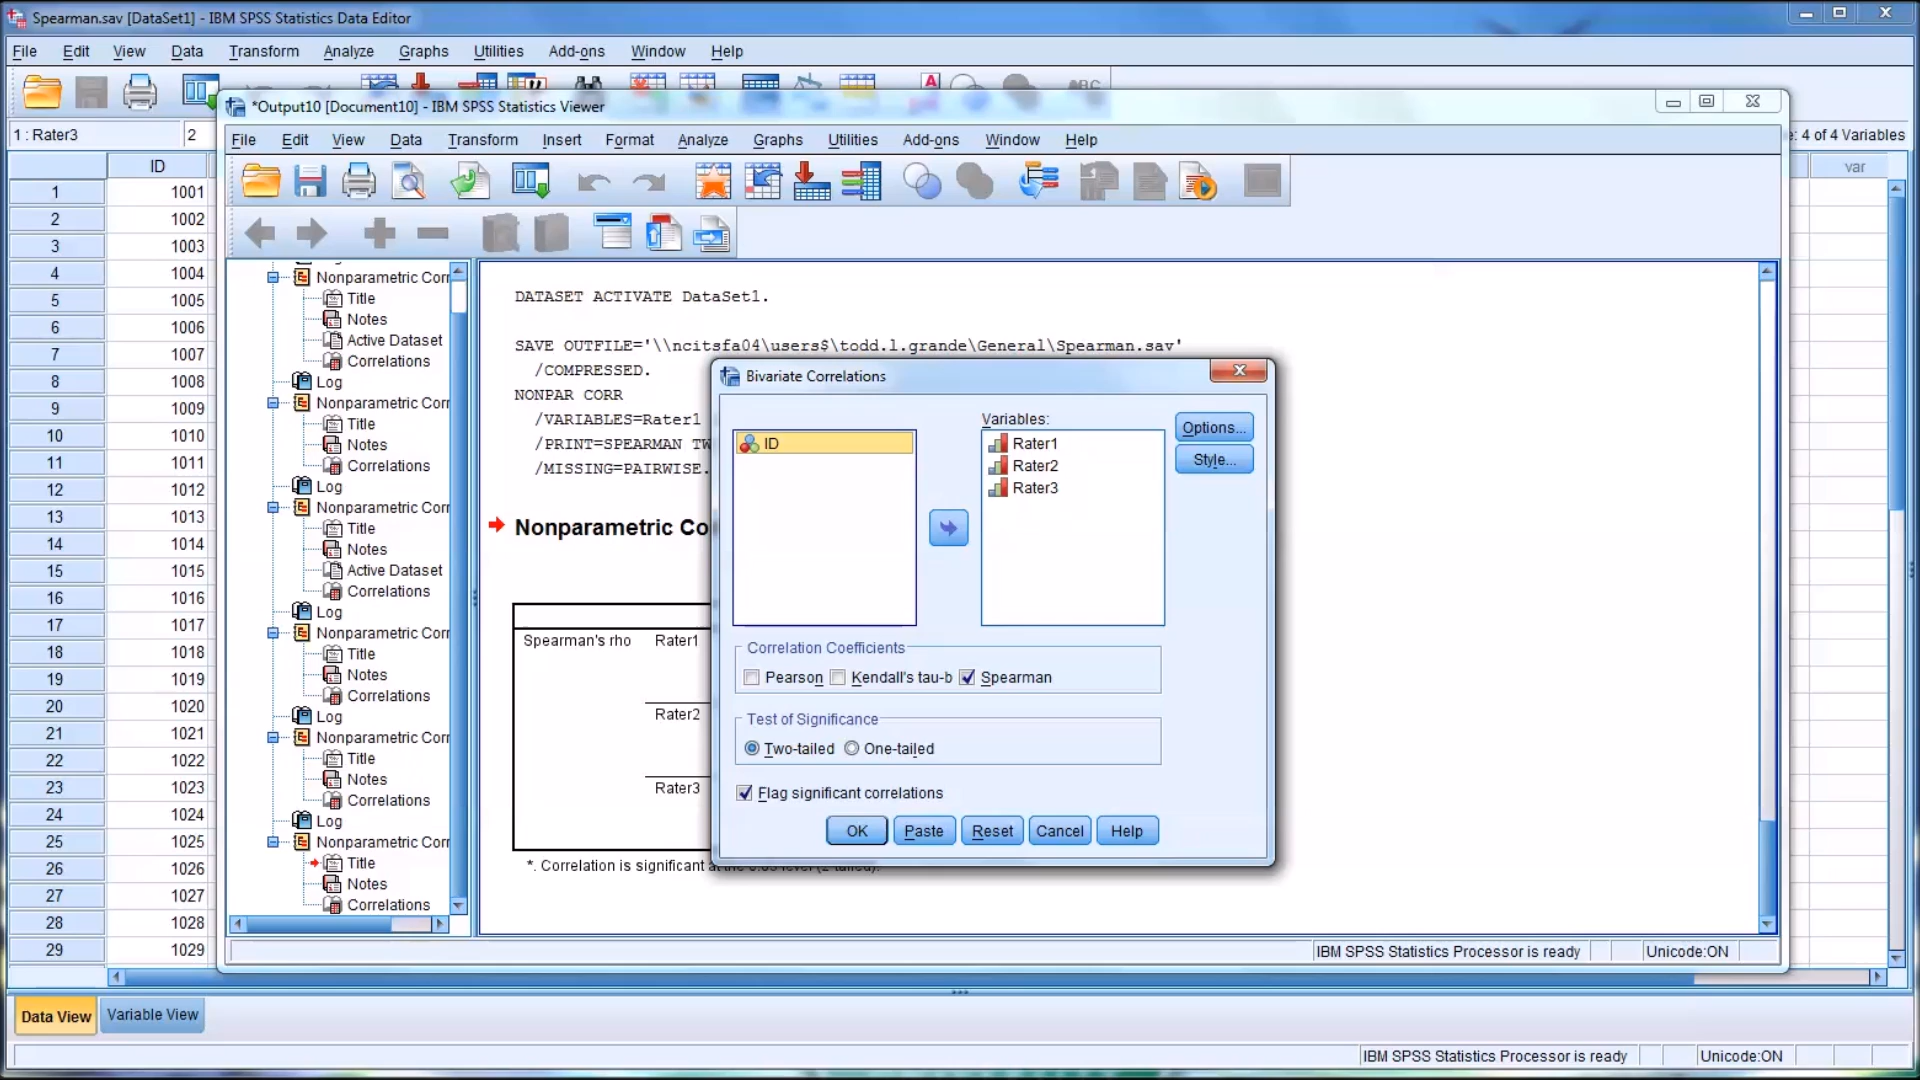 Spearman.sav [DataSet1] - IBM SPSS Statistics Data Editor
File Edit View Data Transform Analyze Graphs Utilities Add-ons Window Help
1 : Rater3 2
: 4 of 4 Variables
ID var
1 1001
2 1002
3 1003
4 1004
5 1005
6 1006
7 1007
8 1008
9 1009
10 1010
11 1011
12 1012
13 1013
14 1014
15 1015
16 1016
17 1017
18 1018
19 1019
20 1020
21 1021
22 1022
23 1023
24 1024
25 1025
26 1026
27 1027
28 1028
29 1029
*Output10 [Document10] - IBM SPSS Statistics Viewer
File Edit View Data Transform Insert Format Analyze Graphs Utilities Add-ons Window Help
Nonparametric Corr
Title
Notes
Active Dataset
Correlations
Log
Nonparametric Corr
Title
Notes
Correlations
Log
Nonparametric Corr
Title
Notes
Active Dataset
Correlations
Log
Nonparametric Corr
Title
Notes
Correlations
Log
Nonparametric Corr
Title
Notes
Correlations
Log
Nonparametric Corr
Title
Notes
Correlations
DATASET ACTIVATE DataSet1.
SAVE OUTFILE='\\ncitsfa04\users$\todd.l.grande\General\Spearman.sav'
/COMPRESSED.
NONPAR CORR
/VARIABLES=Rater1
/PRINT=SPEARMAN TW
/MISSING=PAIRWISE.
Nonparametric Co
Spearman's rho Rater1
Rater2
Rater3
*. Correlation is significant
Bivariate Correlations
ID
Variables:
Rater1
Rater2
Rater3
Options...
Style...
Correlation Coefficients
Pearson Kendall's tau-b Spearman
Test of Significance
Two-tailed One-tailed
Flag significant correlations
OK Paste Reset Cancel Help
IBM SPSS Statistics Processor is ready Unicode:ON
Data View Variable View
IBM SPSS Statistics Processor is ready Unicode:ON